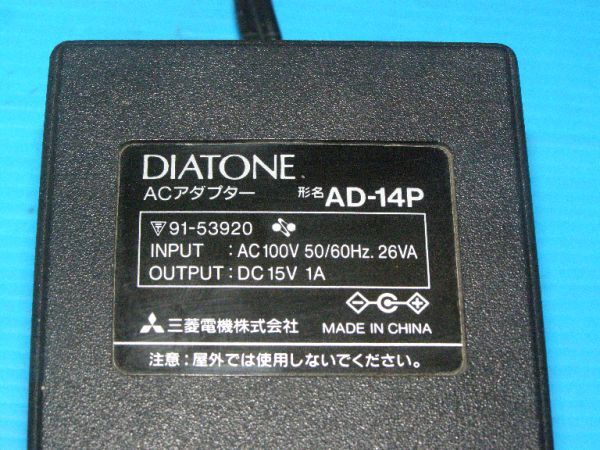 DIATONE
ACアダプター 形名 AD-14P
91-53920
INPUT : AC100V 50/60Hz. 26VA
OUTPUT : DC15V 1A
三菱電機株式会社 MADE IN CHINA
注意:屋外では使用しないでください。